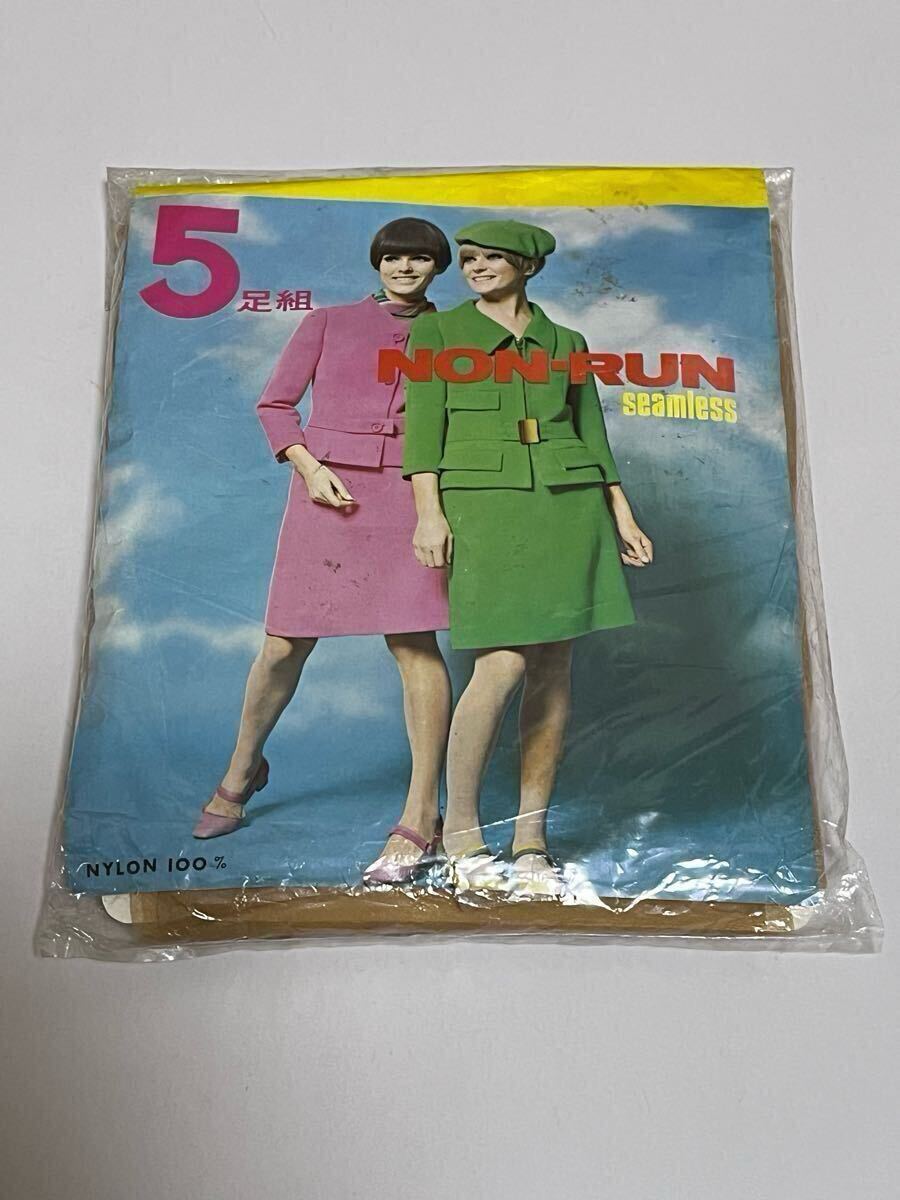 5足組
NON-RUN
seamless
NYLON 100%